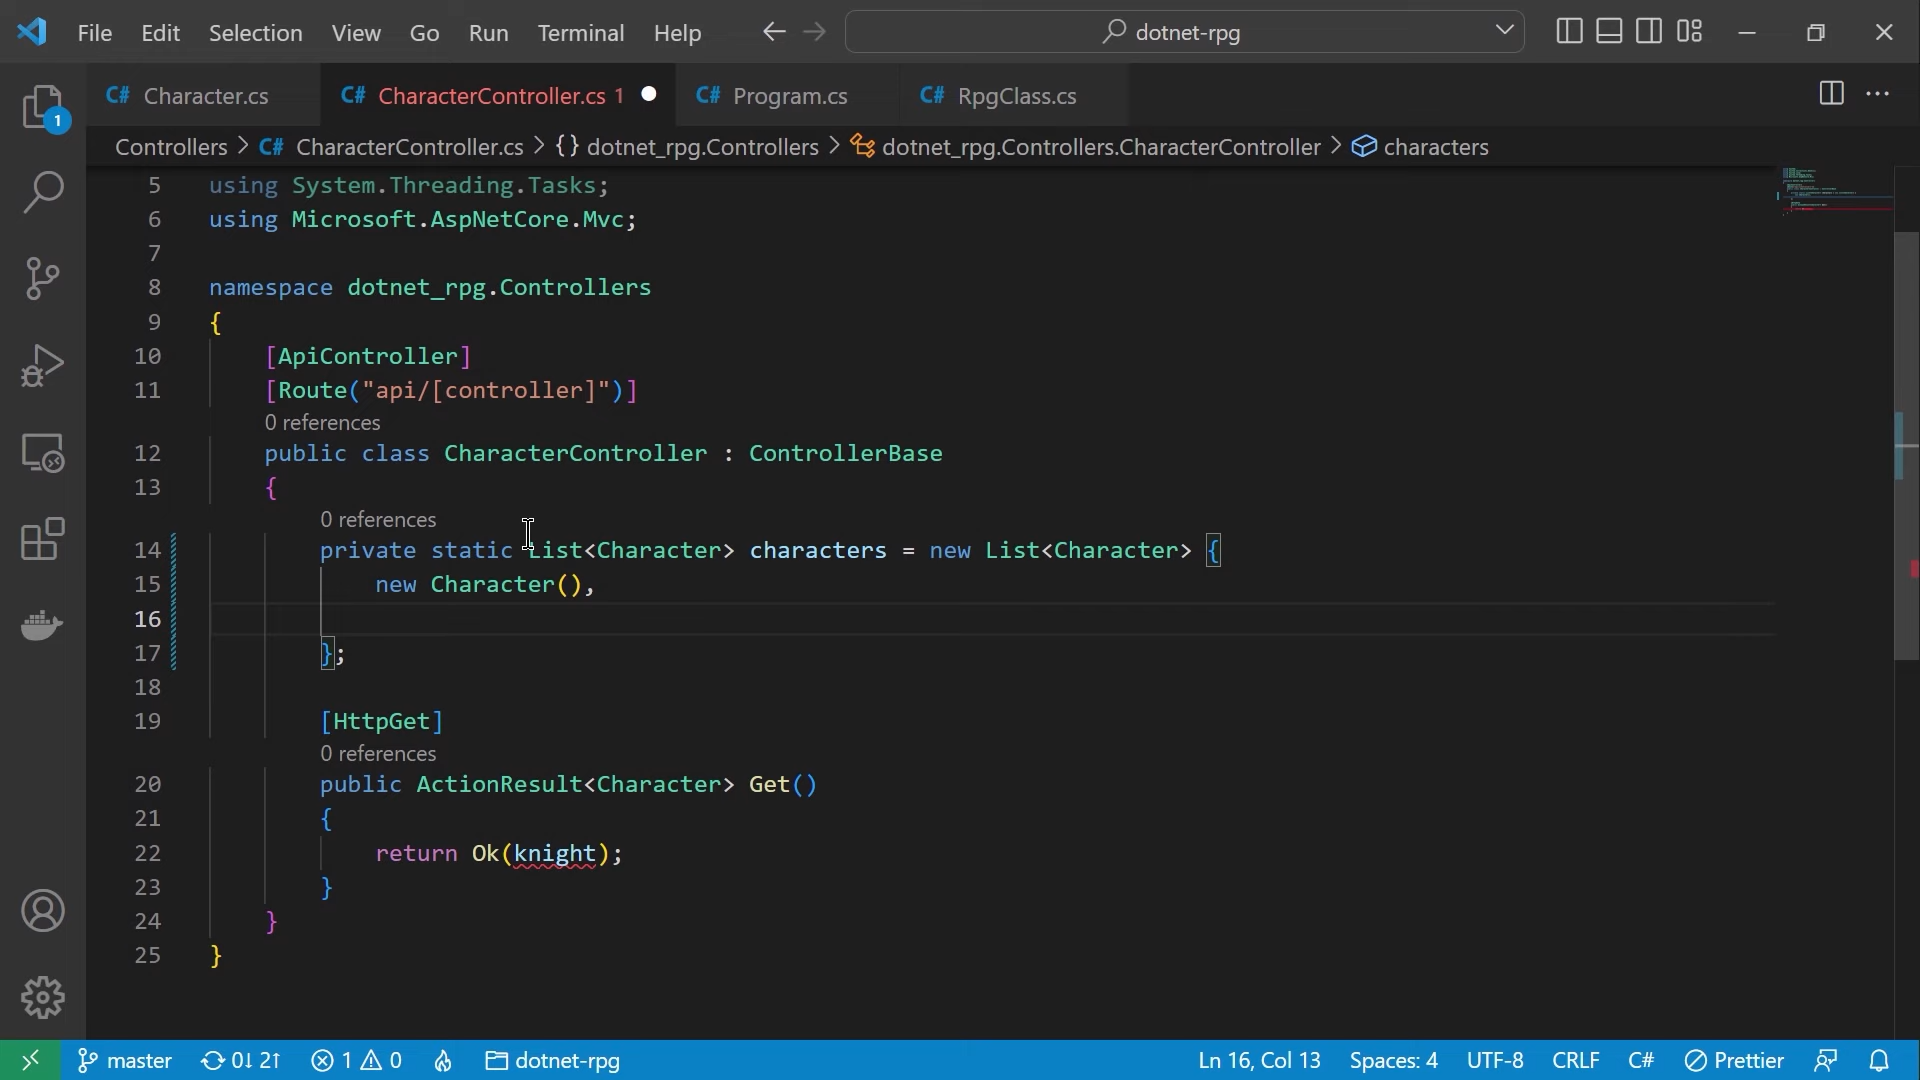 File Edit Selection View Go Run Terminal Help dotnet-rpg
C# Character.cs C# CharacterController.cs 1 C# Program.cs C# RpgClass.cs
Controllers > C# CharacterController.cs > {} dotnet_rpg.Controllers > dotnet_rpg.Controllers.CharacterController > characters
1
5 using System.Threading.Tasks;
6 using Microsoft.AspNetCore.Mvc;
7
8 namespace dotnet_rpg.Controllers
9 {
10 [ApiController]
11 [Route("api/[controller]")]
0 references
12 public class CharacterController : ControllerBase
13 {
0 references
14 private static List<Character> characters = new List<Character> {
15 new Character(),
16
17 };
18
19 [HttpGet]
0 references
20 public ActionResult<Character> Get()
21 {
22 return Ok(knight);
23 }
24 }
25 }
master 0↓ 2↑ 1 0 dotnet-rpg Ln 16, Col 13 Spaces: 4 UTF-8 CRLF C# Prettier